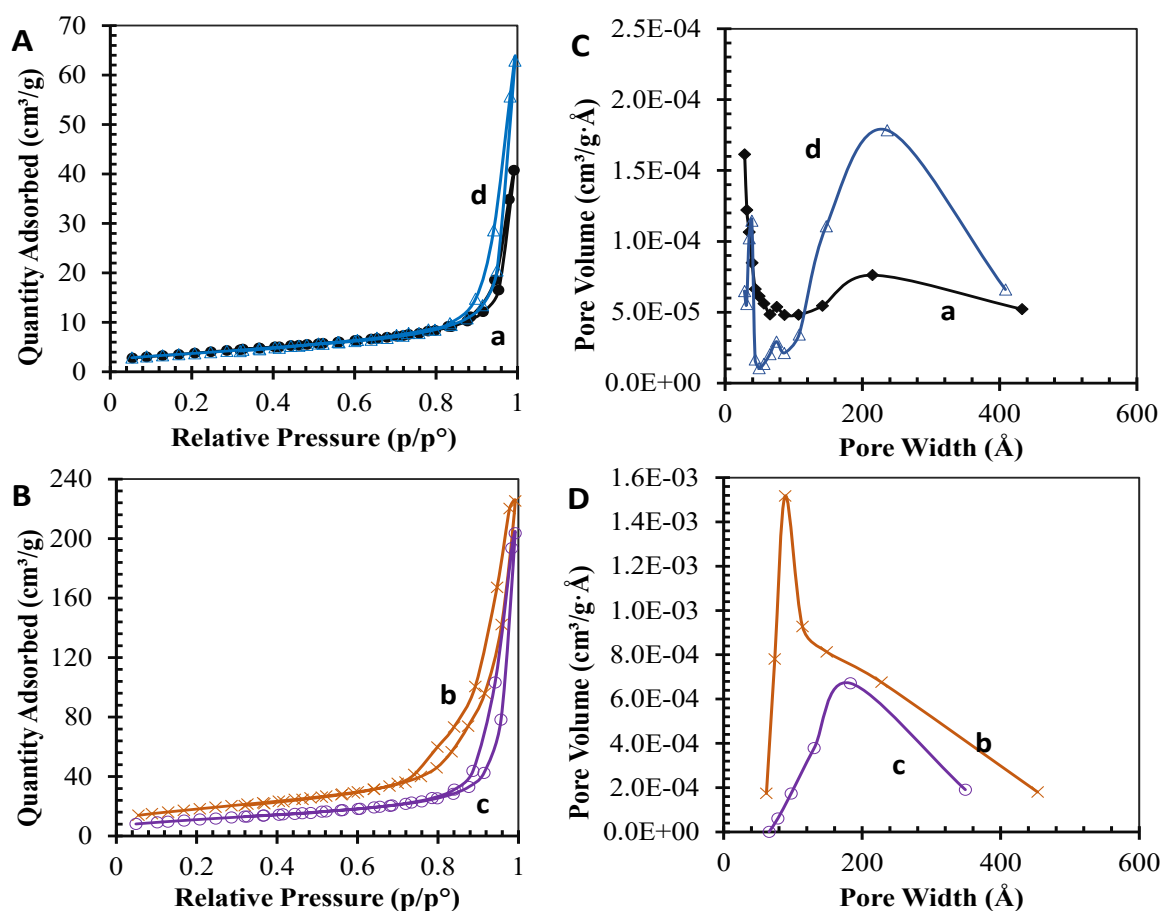 A
70
60
50
40
30
20
10
0
Quantity Adsorbed (cm³/g)
d
a
0 0.2 0.4 0.6 0.8 1
Relative Pressure (p/p°)
C
2.5E-04
2.0E-04
1.5E-04
1.0E-04
5.0E-05
0.0E+00
Pore Volume (cm³/g·Å)
d
a
0 200 400 600
Pore Width (Å)
B
240
200
160
120
80
40
0
Quantity Adsorbed (cm³/g)
b
c
0 0.2 0.4 0.6 0.8 1
Relative Pressure (p/p°)
D
1.6E-03
1.4E-03
1.2E-03
1.0E-03
8.0E-04
6.0E-04
4.0E-04
2.0E-04
0.0E+00
Pore Volume (cm³/g·Å)
b
c
0 200 400 600
Pore Width (Å)